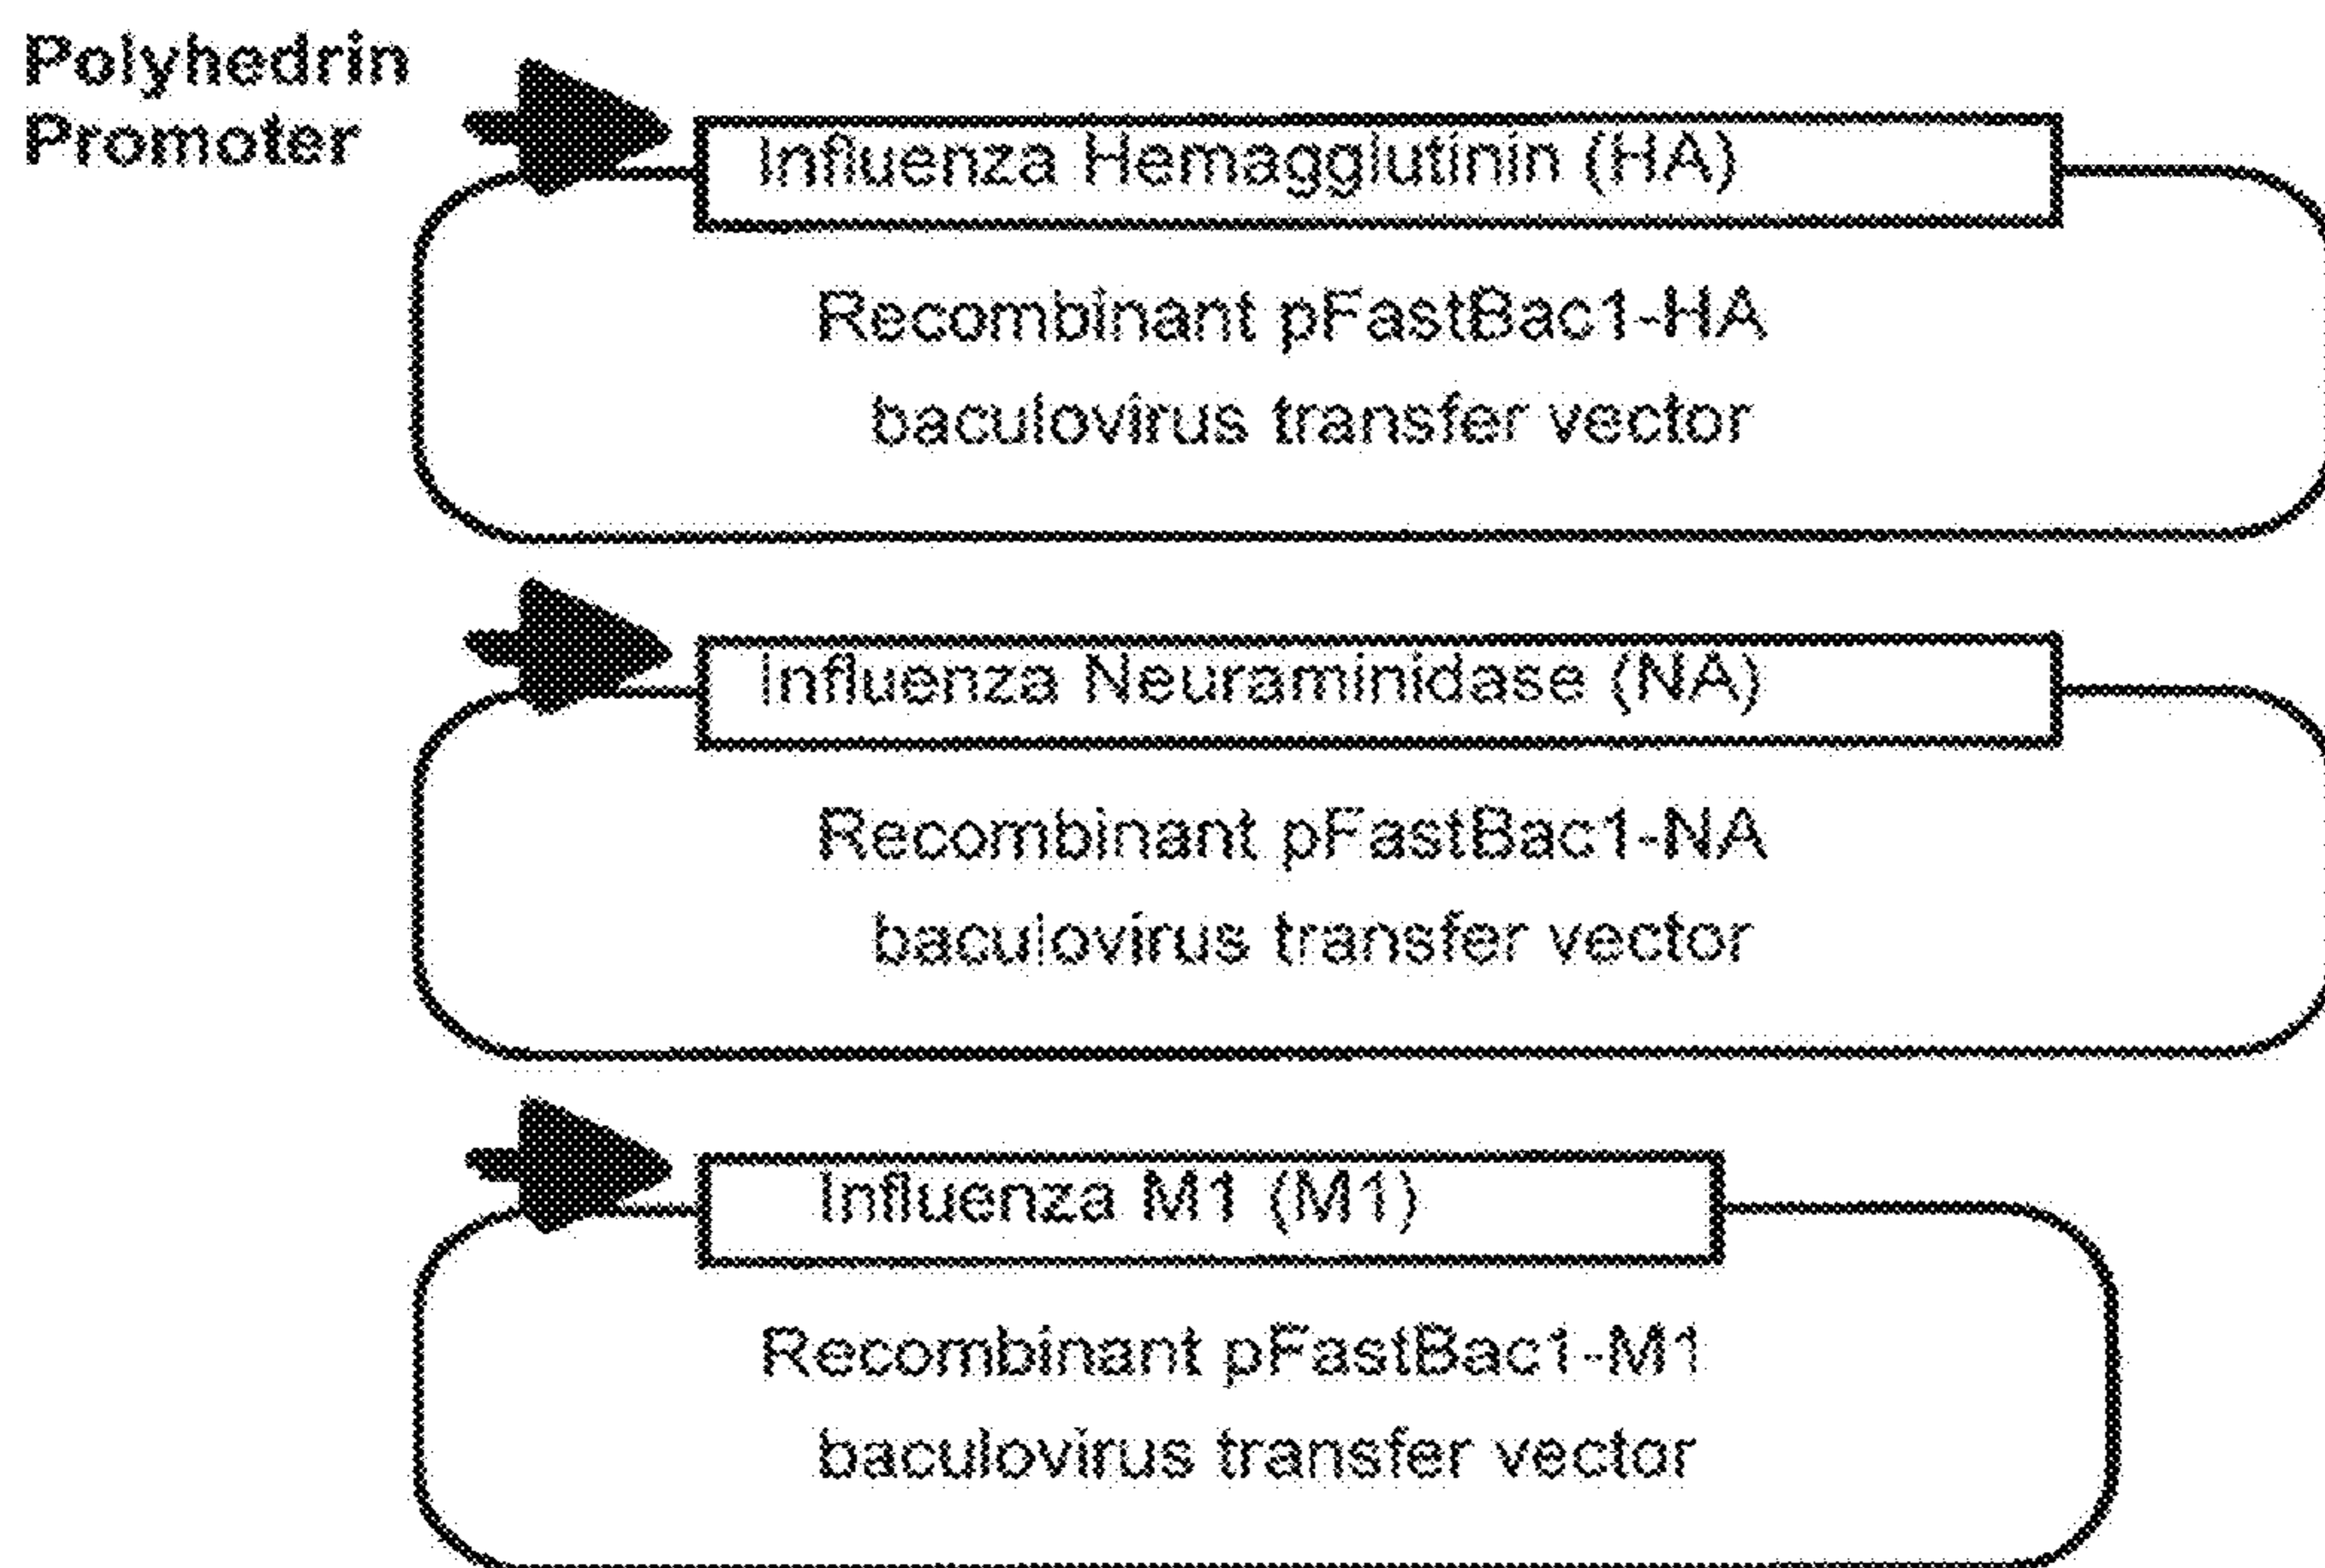 Polyhedrin
Promoter
Influenza Hemagglutinin (HA)
Recombinant pFastBac1-HA
baculovirus transfer vector
Influenza Neuraminidase (NA)
Recombinant pFastBac1-NA
baculovirus transfer vector
Influenza M1 (M1)
Recombinant pFastBac1-M1
baculovirus transfer vector